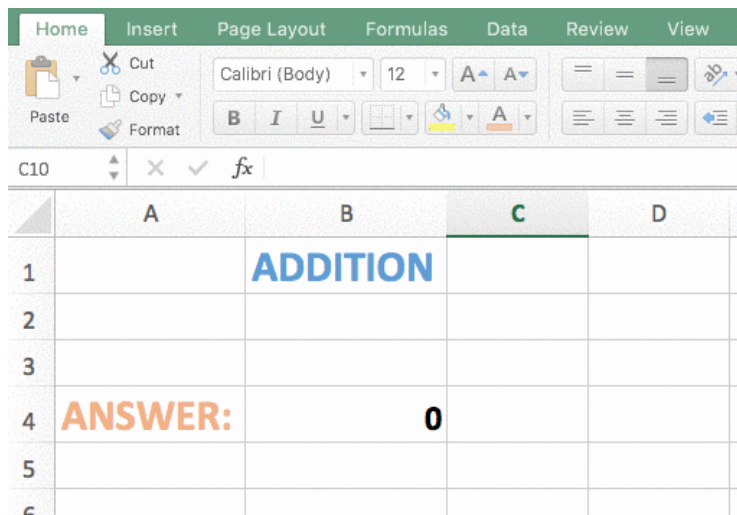 Home Insert Page Layout Formulas Data Review View
Cut
Calibri (Body) 12 A A
Copy
Paste
B I U A
Format
C10 fx
A B C D
1 ADDITION
2
3
4 ANSWER: 0
5
6